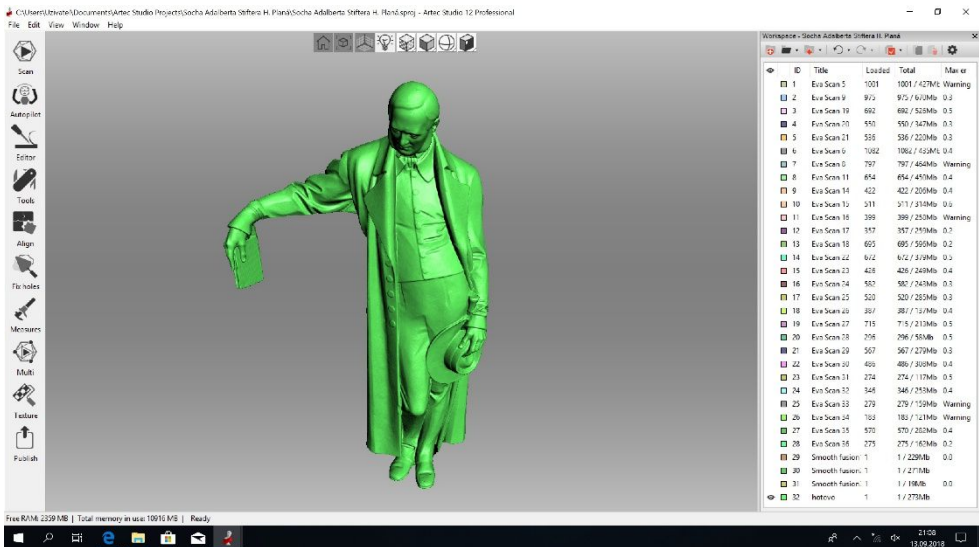 C:\Users\Uzivate\Documents\Artec Studio Projects\Socha Adalberta Stiftera H. Planá\Socha Adalberta Stiftera H. Planá.sproj - Artec Studio 12 Professional
File Edit View Window Help
Workspace - Socha Adalberta Stiftera H. Planá
Scan
Autopilot
Editor
Tools
Align
Fix holes
Measures
Multi
Texture
Publish
ID Title Loaded Total Max er
1 Eva Scan 5 1001 1001 / 427Mb Warning
2 Eva Scan 9 975 975 / 670Mb 0.3
3 Eva Scan 19 692 692 / 526Mb 0.5
4 Eva Scan 20 550 550 / 347Mb 0.3
5 Eva Scan 21 536 536 / 220Mb 0.3
6 Eva Scan 6 1082 1082 / 435Mb 0.4
7 Eva Scan 8 797 797 / 464Mb Warning
8 Eva Scan 11 654 654 / 450Mb 0.4
9 Eva Scan 14 422 422 / 206Mb 0.4
10 Eva Scan 15 511 511 / 314Mb 0.6
11 Eva Scan 16 399 399 / 250Mb Warning
12 Eva Scan 17 357 357 / 259Mb 0.2
13 Eva Scan 18 695 695 / 596Mb 0.2
14 Eva Scan 22 672 672 / 379Mb 0.5
15 Eva Scan 23 426 426 / 249Mb 0.4
16 Eva Scan 24 582 582 / 248Mb 0.3
17 Eva Scan 25 520 520 / 285Mb 0.3
18 Eva Scan 26 387 387 / 137Mb 0.4
19 Eva Scan 27 715 715 / 213Mb 0.5
20 Eva Scan 28 296 296 / 58Mb 0.5
21 Eva Scan 29 567 567 / 279Mb 0.3
22 Eva Scan 30 486 486 / 308Mb 0.4
23 Eva Scan 31 274 274 / 117Mb 0.5
24 Eva Scan 32 346 346 / 253Mb 0.4
25 Eva Scan 33 279 279 / 159Mb Warning
26 Eva Scan 34 183 183 / 121Mb Warning
27 Eva Scan 35 570 570 / 282Mb 0.4
28 Eva Scan 36 275 275 / 162Mb 0.2
29 Smooth fusion 1 1 / 229Mb 0.0
30 Smooth fusion 1 1 / 271Mb
31 Smooth fusion 1 1 / 19Mb 0.0
32 hotovo 1 1 / 273Mb
Free RAM: 2359 MB | Total memory in use: 10916 MB | Ready
21:08
13.09.2018